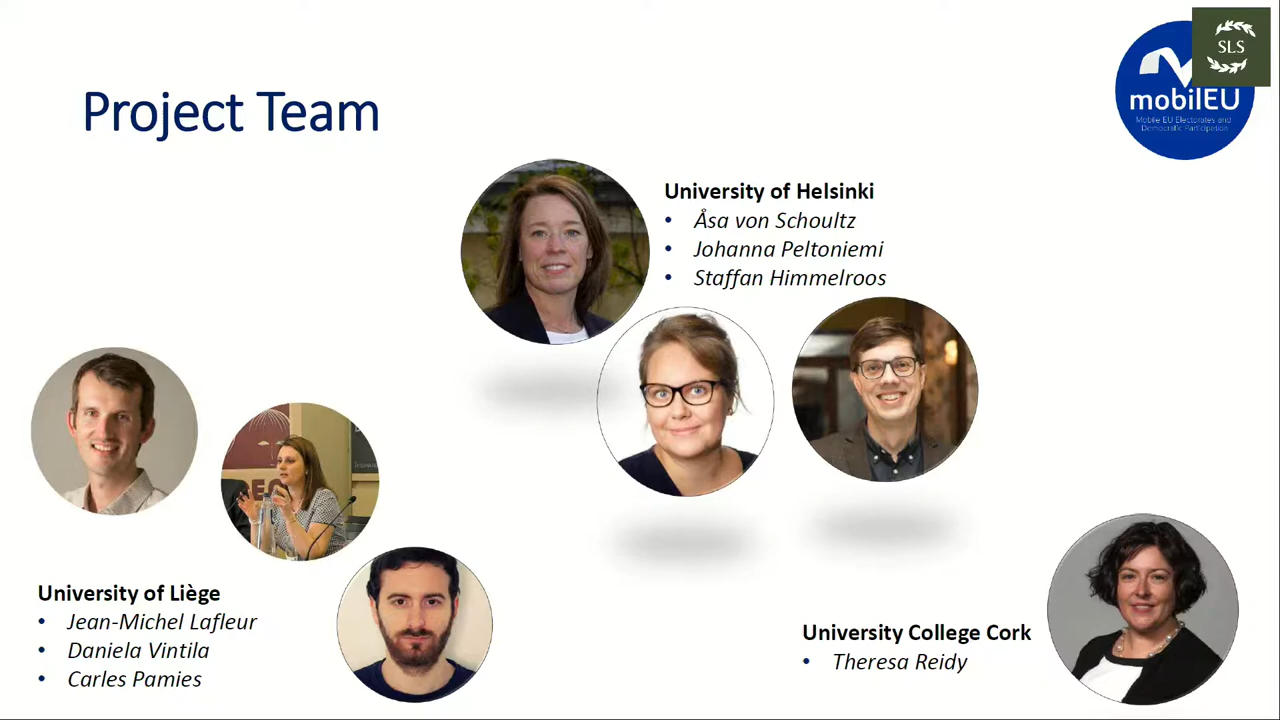 Project Team
SLS
mobilEU
Mobile EU Electorates and
Democratic Participation
University of Helsinki
• Åsa von Schoultz
• Johanna Peltoniemi
• Staffan Himmelroos
University of Liège
• Jean-Michel Lafleur
• Daniela Vintila
• Carles Pamies
University College Cork
• Theresa Reidy